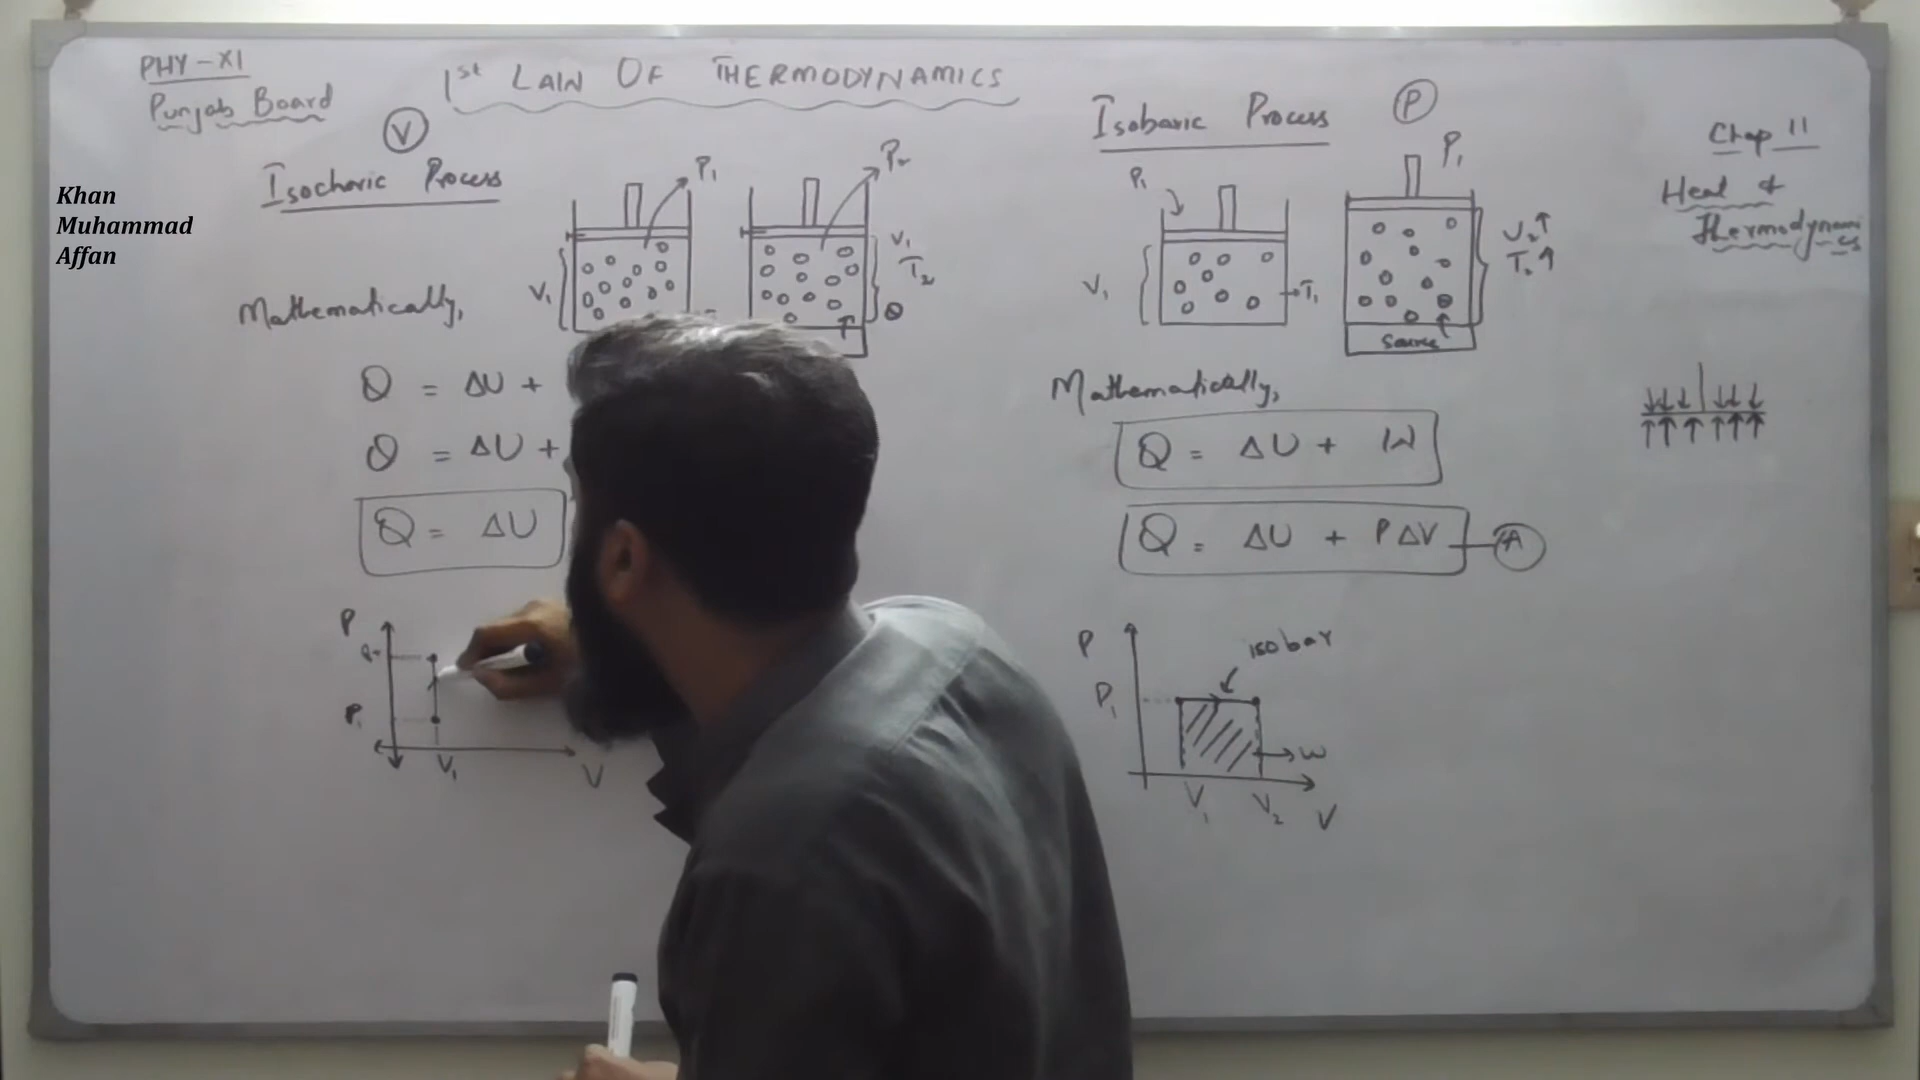 PHY-XI
Punjab Board
1st LAW OF THERMODYNAMICS
Khan
Muhammad
Affan
V
Isochoric Process
P1
P2
V1
V1
T2
Q
Mathematically,
Q = ΔU +
Q = ΔU +
Q = ΔU
P
P2
P1
V1
V
Isobaric Process
P
P1
P1
V1
T1
V2↑
T2↑
Source
Mathematically,
Q = ΔU + W
Q = ΔU + PΔV
A
P
isobar
P1
W
V1 V2 V
Chap 11
Heat &
Thermodynamics